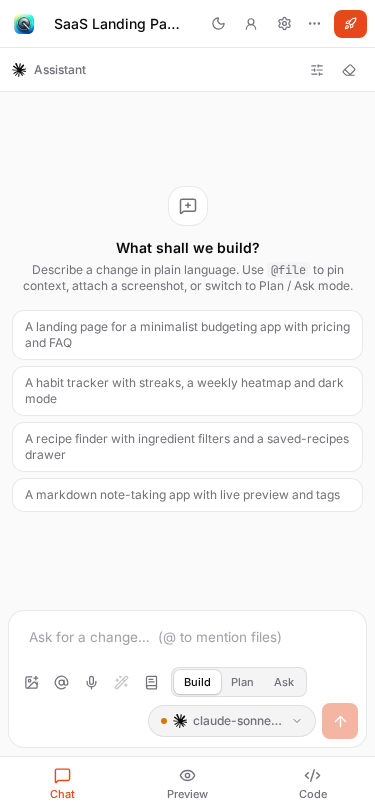 SaaS Landing Pa...
Assistant
What shall we build?
Describe a change in plain language. Use @file to pin
context, attach a screenshot, or switch to Plan / Ask mode.
A landing page for a minimalist budgeting app with pricing
and FAQ
A habit tracker with streaks, a weekly heatmap and dark
mode
A recipe finder with ingredient filters and a saved-recipes
drawer
A markdown note-taking app with live preview and tags
Ask for a change... (@ to mention files)
Build Plan Ask
claude-sonne...
Chat Preview Code